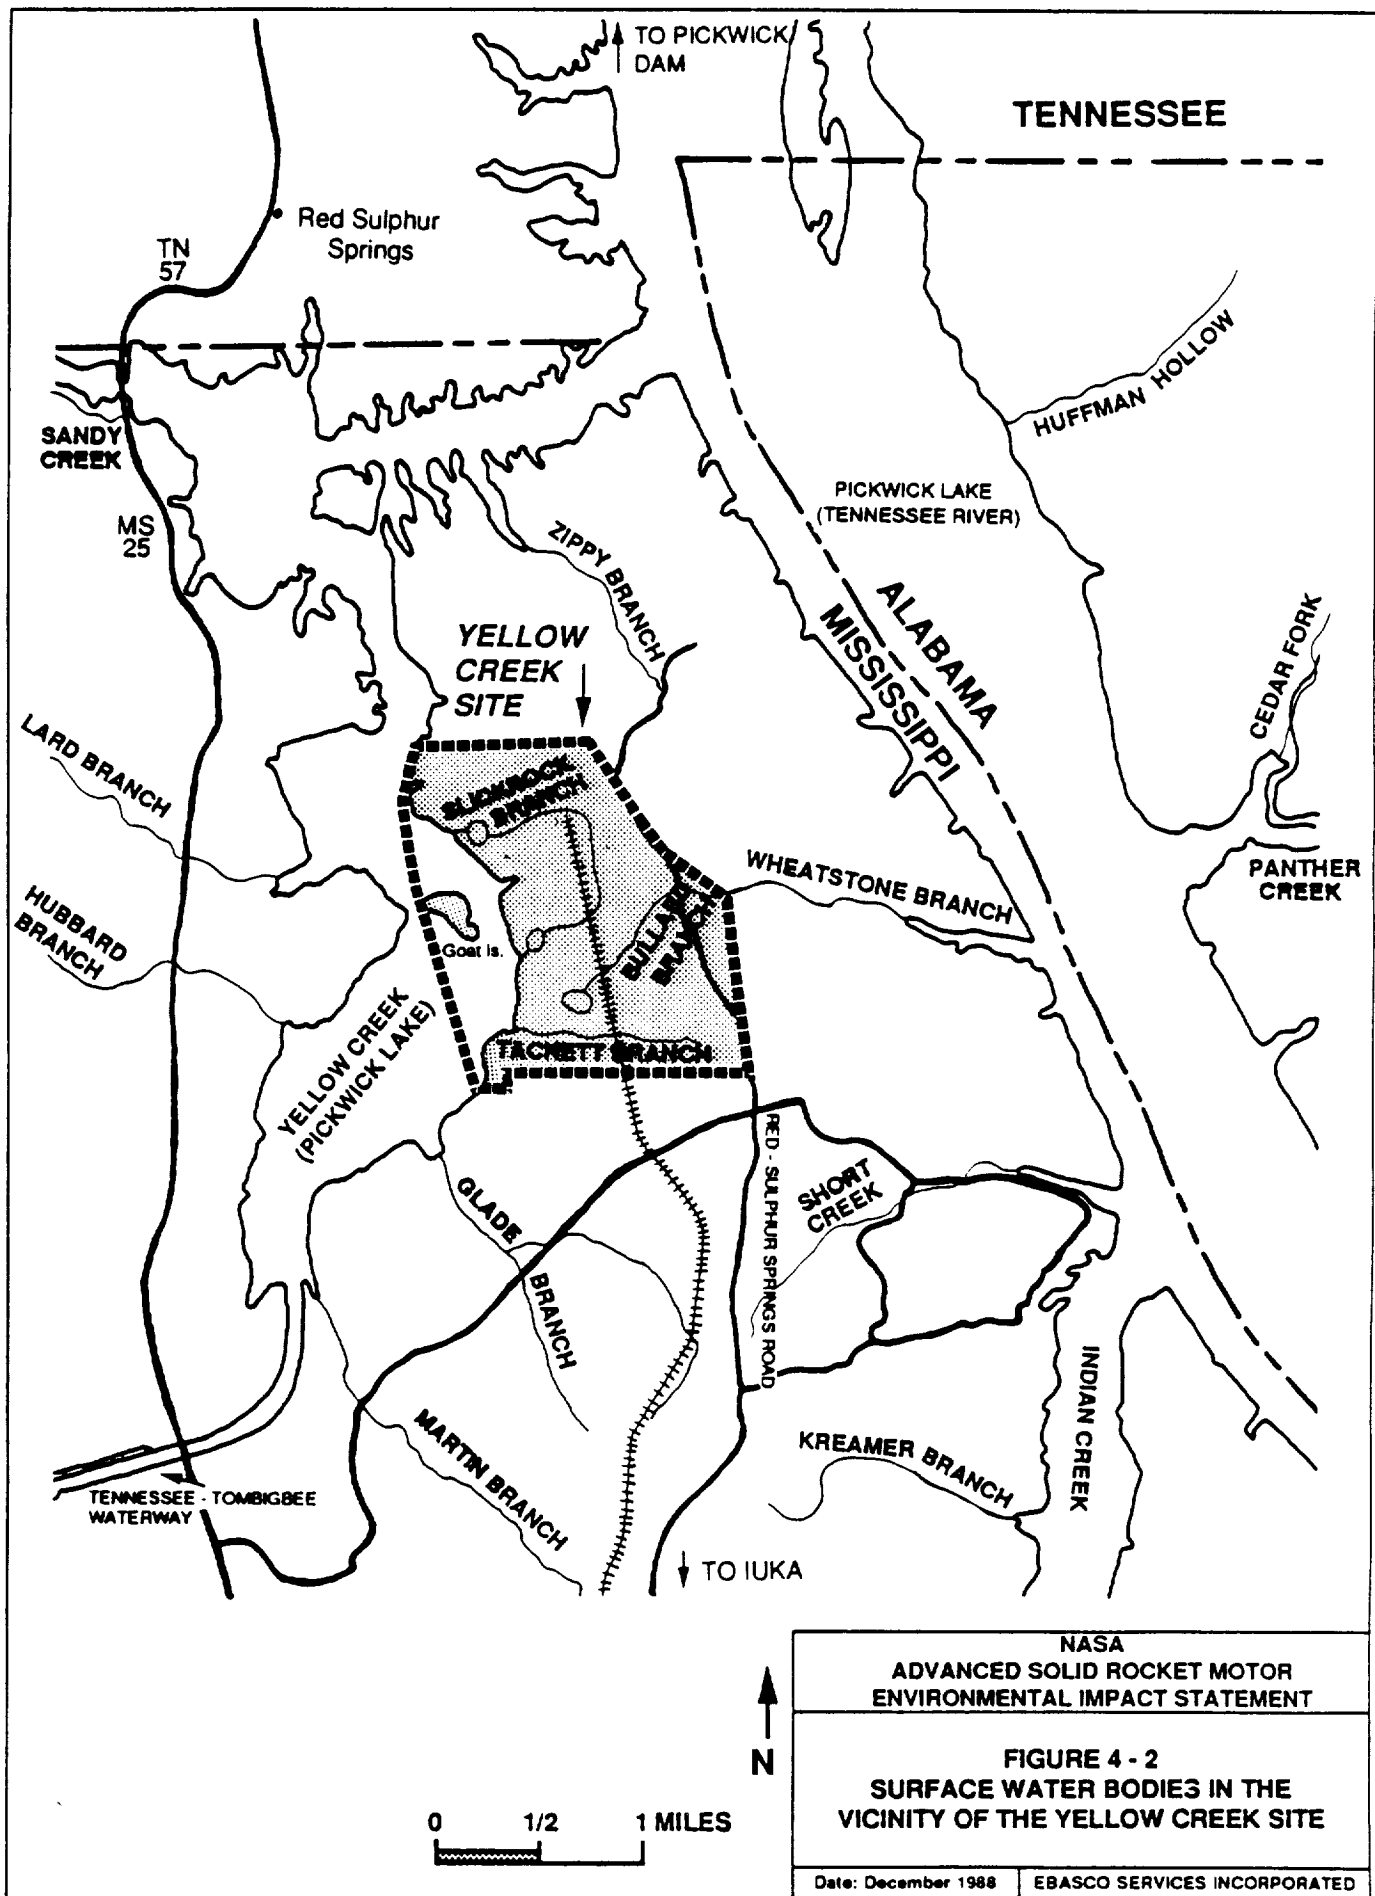 TO PICKWICK
DAM
TENNESSEE
Red Sulphur
Springs
TN
57
HUFFMAN HOLLOW
SANDY
CREEK
PICKWICK LAKE
(TENNESSEE RIVER)
MS
25
ZIPPY BRANCH
ALABAMA
MISSISSIPPI
CEDAR FORK
YELLOW
CREEK
SITE
LARD BRANCH
SLICKROCK
BRANCH
WHEATSTONE BRANCH
PANTHER
CREEK
HUBBARD
BRANCH
Goat Is.
BULLARD
BRANCH
YELLOW CREEK
(PICKWICK LAKE)
TACKETT BRANCH
RED - SULPHUR SPRINGS ROAD
SHORT
CREEK
GLADE
BRANCH
INDIAN CREEK
MARTIN BRANCH
KREAMER BRANCH
TENNESSEE - TOMBIGBEE
WATERWAY
TO IUKA
NASA
ADVANCED SOLID ROCKET MOTOR
ENVIRONMENTAL IMPACT STATEMENT
N
FIGURE 4 - 2
SURFACE WATER BODIES IN THE
VICINITY OF THE YELLOW CREEK SITE
0 1/2 1 MILES
Date: December 1988
EBASCO SERVICES INCORPORATED